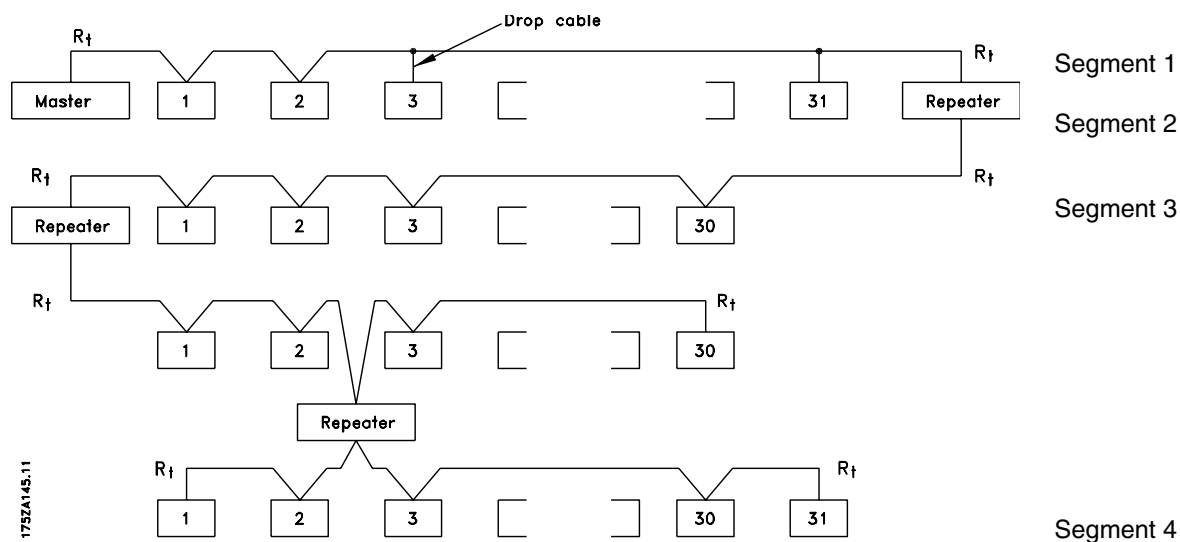 Drop cable
Rt Rt Segment 1
Master 1 2 3 31 Repeater
Segment 2
Rt Rt
Repeater 1 2 3 30 Segment 3
Rt Rt
1 2 3 30
Repeater
Rt Rt
1 2 3 30 31
Segment 4
175ZA145.11